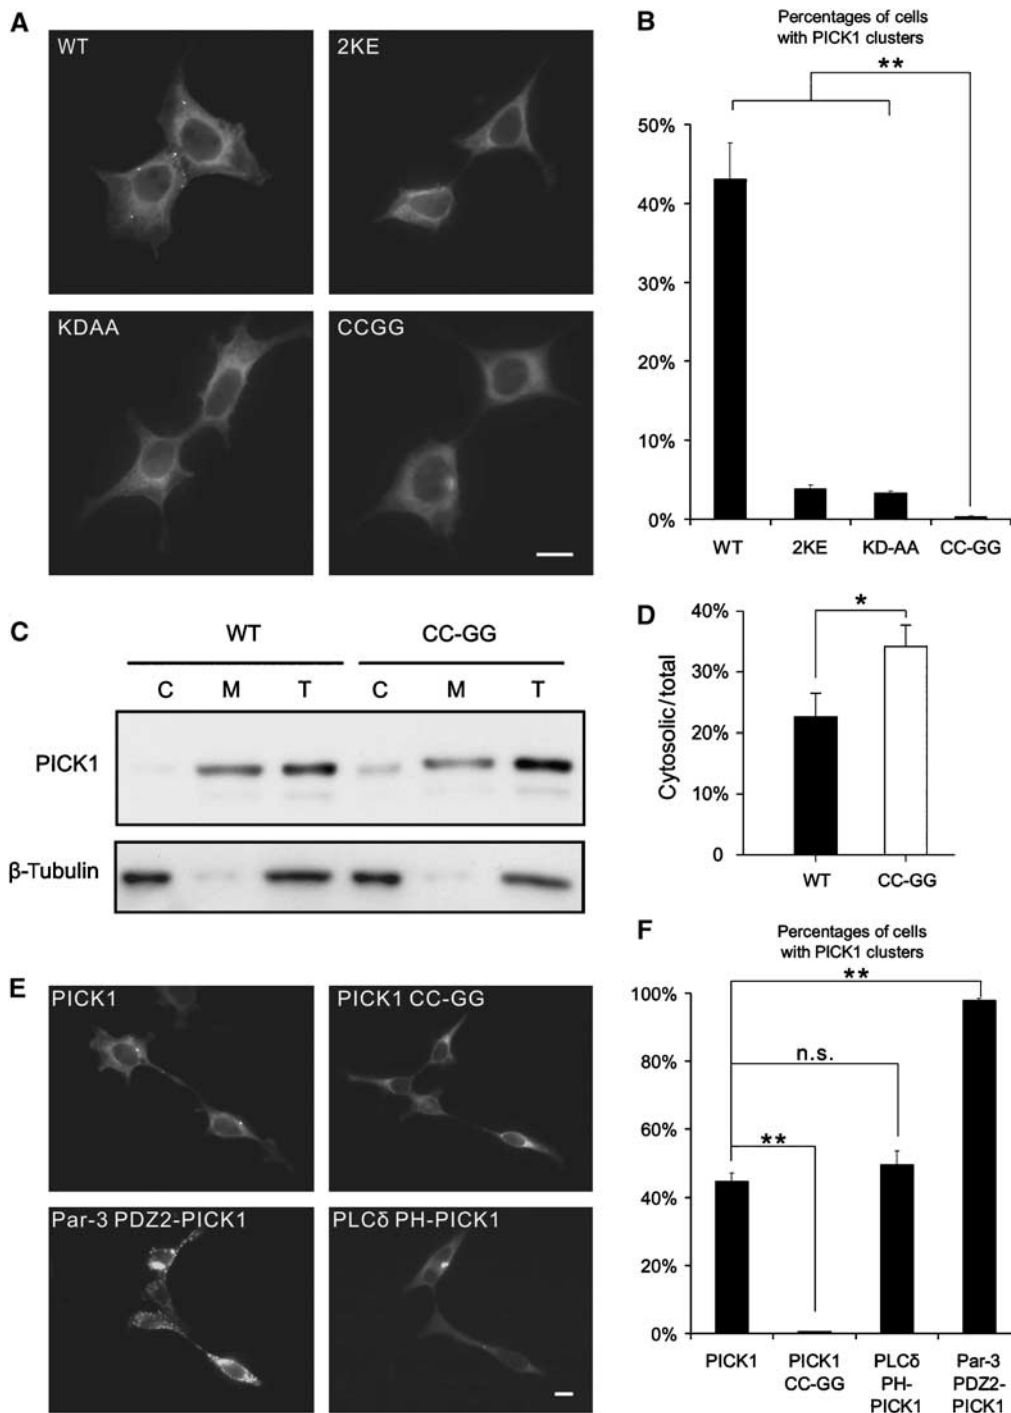 A
WT
2KE
KDAA
CCGG
B
Percentages of cells
with PICK1 clusters
**
50%
40%
30%
20%
10%
0%
WT 2KE KD-AA CC-GG
C
WT CC-GG
C M T C M T
PICK1
β-Tubulin
D
*
Cytosolic/total
40%
30%
20%
10%
0
WT CC-GG
E
PICK1
PICK1 CC-GG
Par-3 PDZ2-PICK1
PLCδ PH-PICK1
F
Percentages of cells
with PICK1 clusters
**
n.s.
**
100%
80%
60%
40%
20%
0%
PICK1
PICK1
CC-GG
PLCδ
PH-
PICK1
Par-3
PDZ2-
PICK1